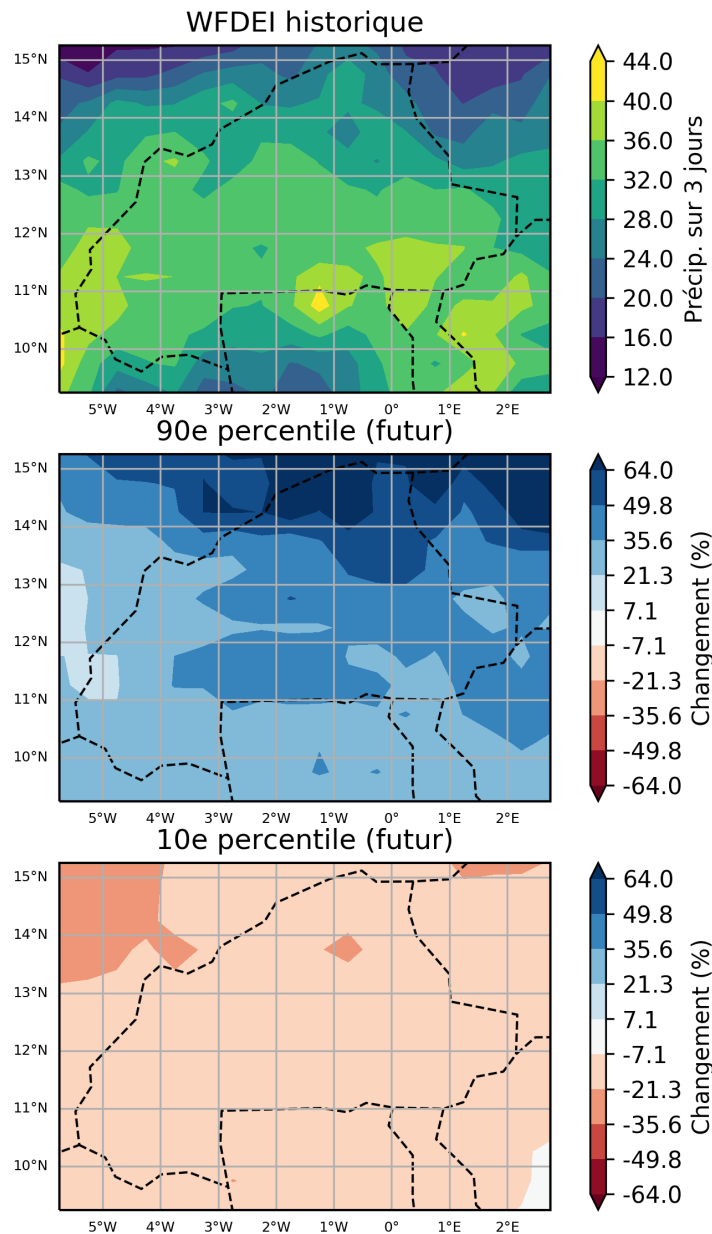 WFDEI historique
15°N
14°N
13°N
12°N
11°N
10°N
5°W 4°W 3°W 2°W 1°W 0° 1°E 2°E
44.0
40.0
36.0
32.0
28.0
24.0
20.0
16.0
12.0
Précip. sur 3 jours
90e percentile (futur)
15°N
14°N
13°N
12°N
11°N
10°N
5°W 4°W 3°W 2°W 1°W 0° 1°E 2°E
64.0
49.8
35.6
21.3
7.1
-7.1
-21.3
-35.6
-49.8
-64.0
Changement (%)
10e percentile (futur)
15°N
14°N
13°N
12°N
11°N
10°N
5°W 4°W 3°W 2°W 1°W 0° 1°E 2°E
64.0
49.8
35.6
21.3
7.1
-7.1
-21.3
-35.6
-49.8
-64.0
Changement (%)